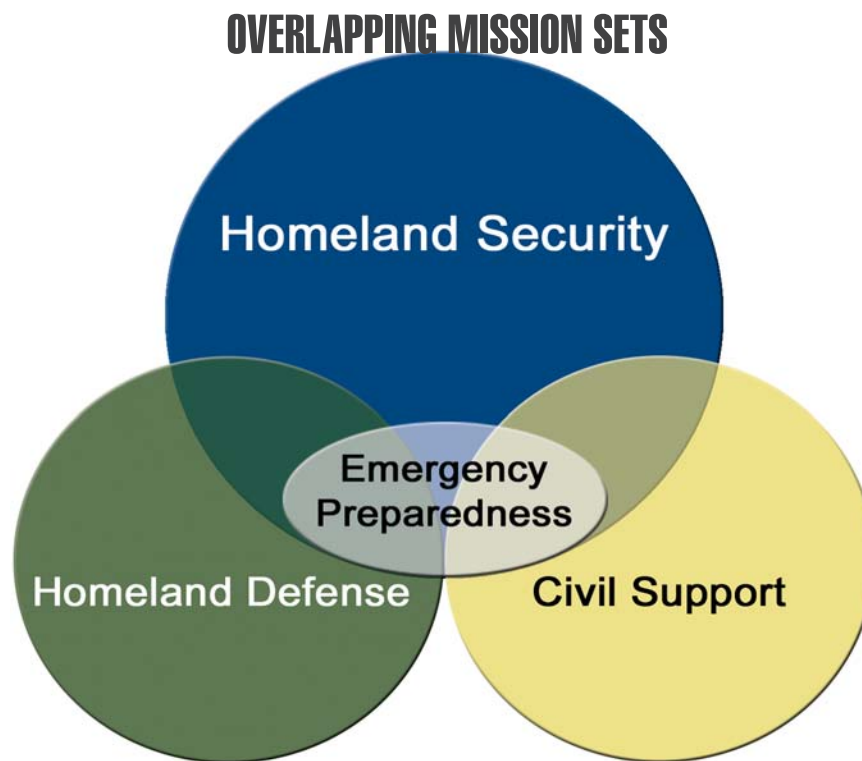 OVERLAPPING MISSION SETS
Homeland Security
Emergency
Preparedness
Homeland Defense
Civil Support